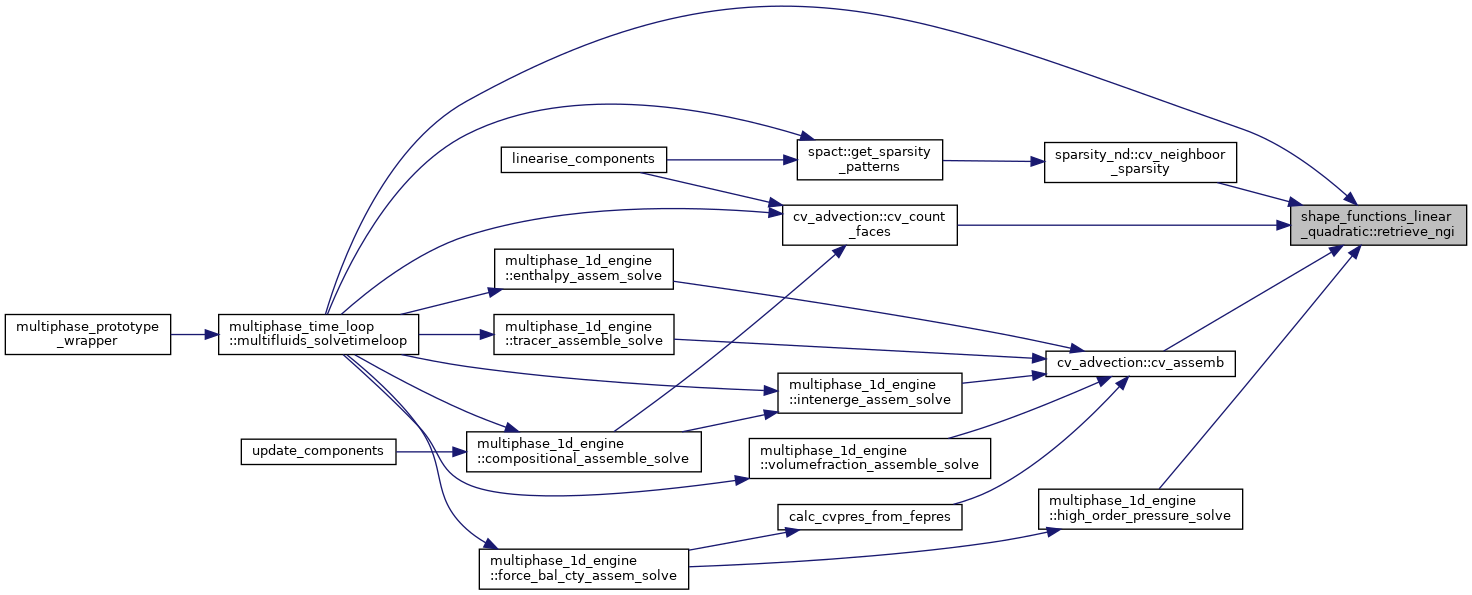 spact::get_sparsity
_patterns
linearise_components
sparsity_nd::cv_neighboor
_sparsity
cv_advection::cv_count
_faces
shape_functions_linear
_quadratic::retrieve_ngi
multiphase_1d_engine
::enthalpy_assem_solve
multiphase_prototype
_wrapper
multiphase_time_loop
::multifluids_solvetimeloop
multiphase_1d_engine
::tracer_assemble_solve
cv_advection::cv_assemb
multiphase_1d_engine
::intenerge_assem_solve
update_components
multiphase_1d_engine
::compositional_assemble_solve
multiphase_1d_engine
::volumefraction_assemble_solve
calc_cvpres_from_fepres
multiphase_1d_engine
::high_order_pressure_solve
multiphase_1d_engine
::force_bal_cty_assem_solve